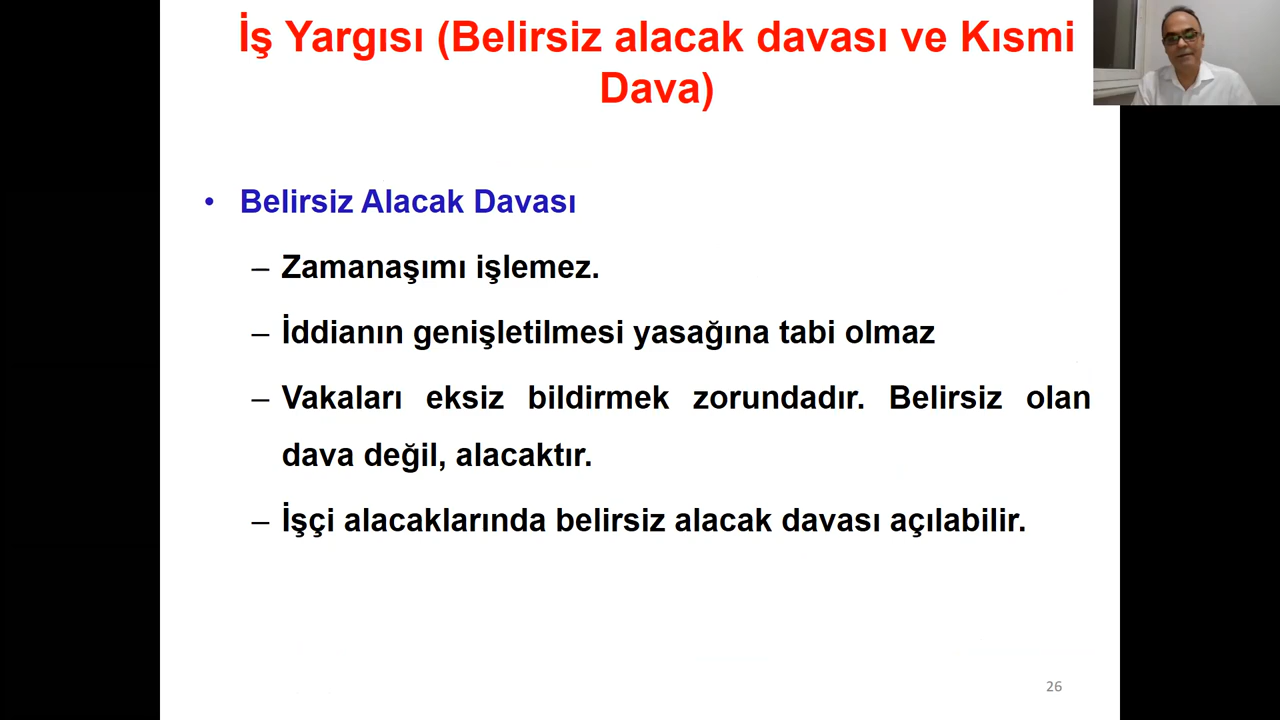 İş Yargısı (Belirsiz alacak davası ve Kısmi
Dava)
• Belirsiz Alacak Davası
– Zamanaşımı işlemez.
– İddianın genişletilmesi yasağına tabi olmaz
– Vakaları eksiz bildirmek zorundadır. Belirsiz olan
dava değil, alacaktır.
– İşçi alacaklarında belirsiz alacak davası açılabilir.
26